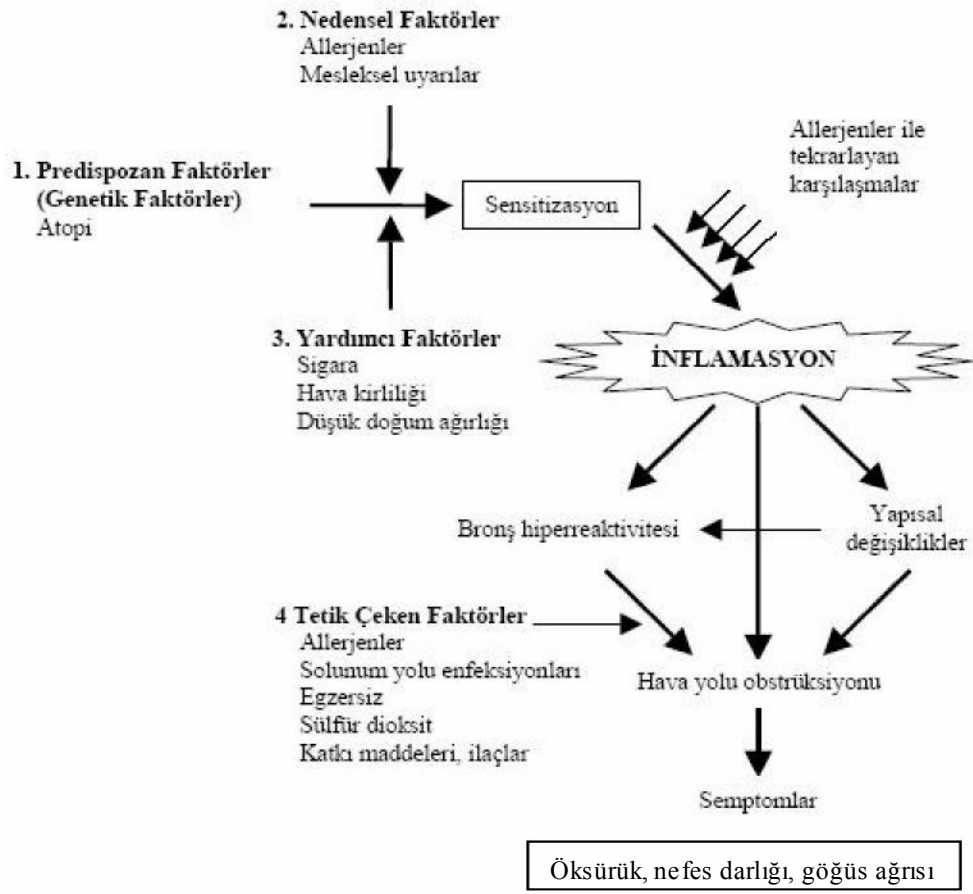 2. Nedensel Faktörler
Allerjenler
Mesleksel uyarılar
1. Predispozan Faktörler
(Genetik Faktörler)
Atopi
Sensitizasyon
Allerjenler ile
tekrarlayan
karşılaşmalar
3. Yardımcı Faktörler
Sigara
Hava kirliliği
Düşük doğum ağırlığı
İNFLAMASYON
Bronş hiperreaktivitesi
Yapısal
değişiklikler
4 Tetik Çeken Faktörler
Allerjenler
Solunum yolu enfeksiyonları
Egzersiz
Sülfür dioksit
Katkı maddeleri, ilaçlar
Hava yolu obstrüksiyonu
Semptomlar
Öksürük, nefes darlığı, göğüs ağrısı